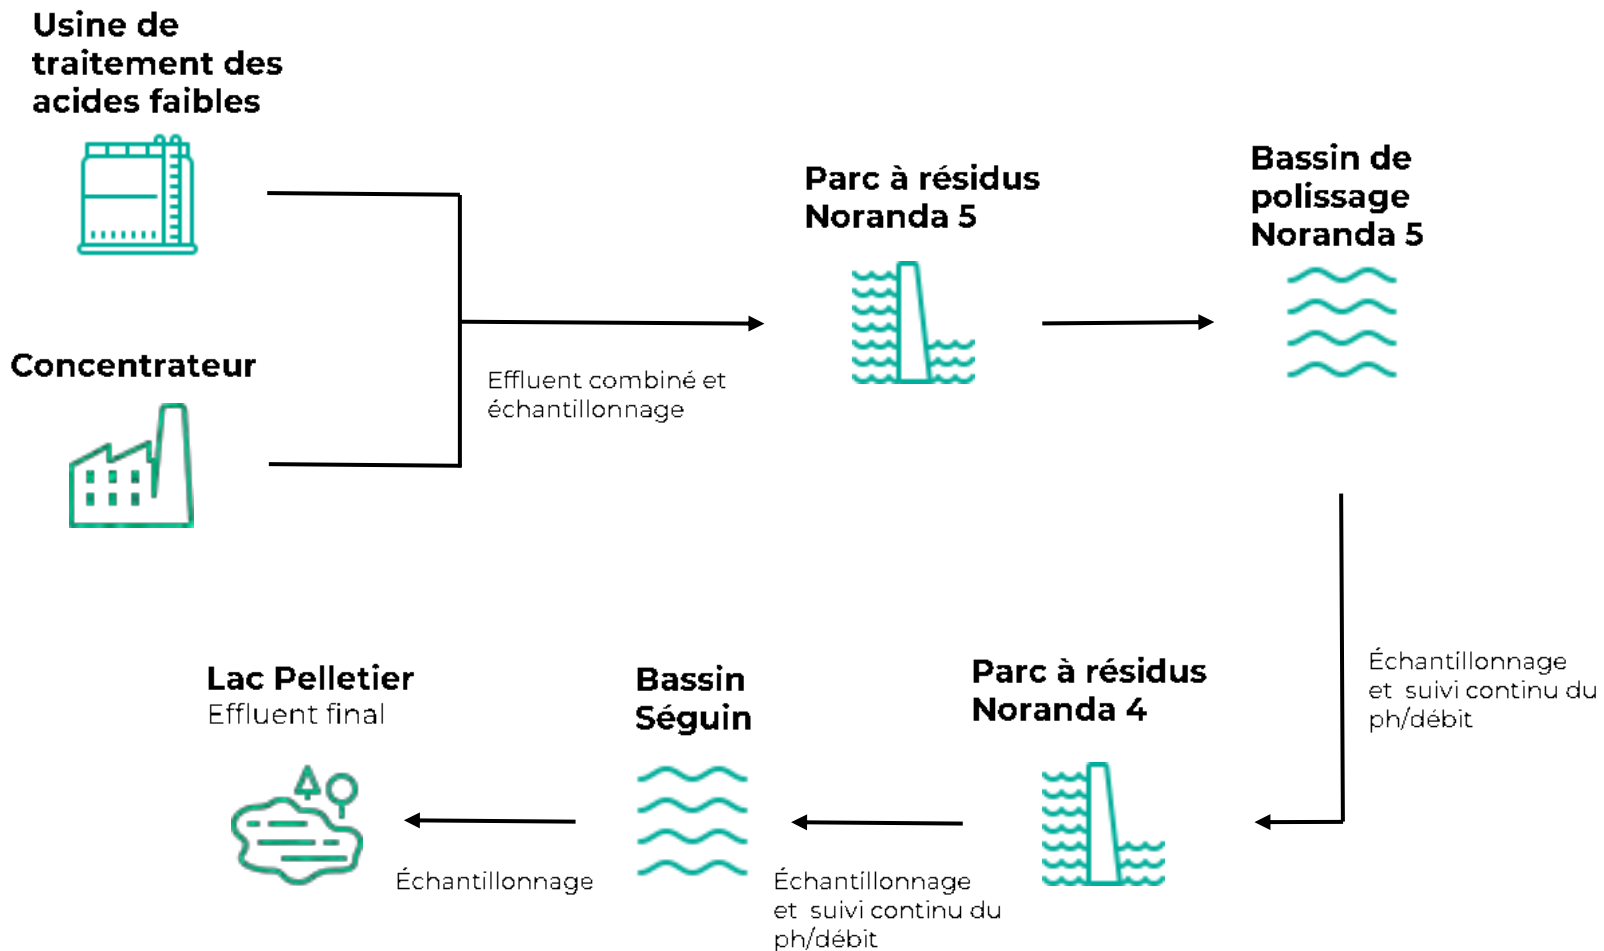 Usine de
traitement des
acides faibles
Concentrateur
Effluent combiné et
échantillonnage
Parc à résidus
Noranda 5
Bassin de
polissage
Noranda 5
Échantillonnage
et suivi continu du
ph/débit
Parc à résidus
Noranda 4
Échantillonnage
et suivi continu du
ph/débit
Bassin
Séguin
Échantillonnage
Lac Pelletier
Effluent final